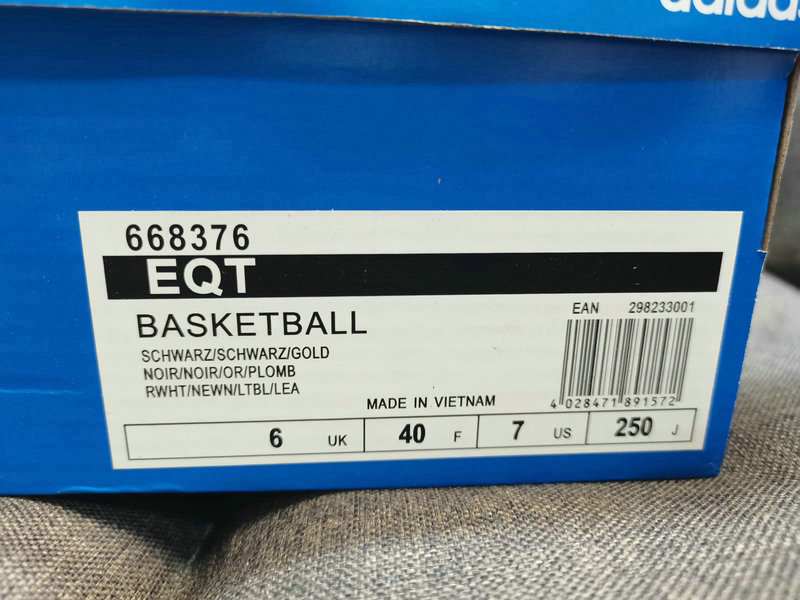 adidas
668376
EQT
BASKETBALL
EAN 298233001
SCHWARZ/SCHWARZ/GOLD
NOIR/NOIR/OR/PLOMB
RWHT/NEWN/LTBL/LEA
MADE IN VIETNAM
4 028471 891572
6 UK 40 F 7 US 250 J